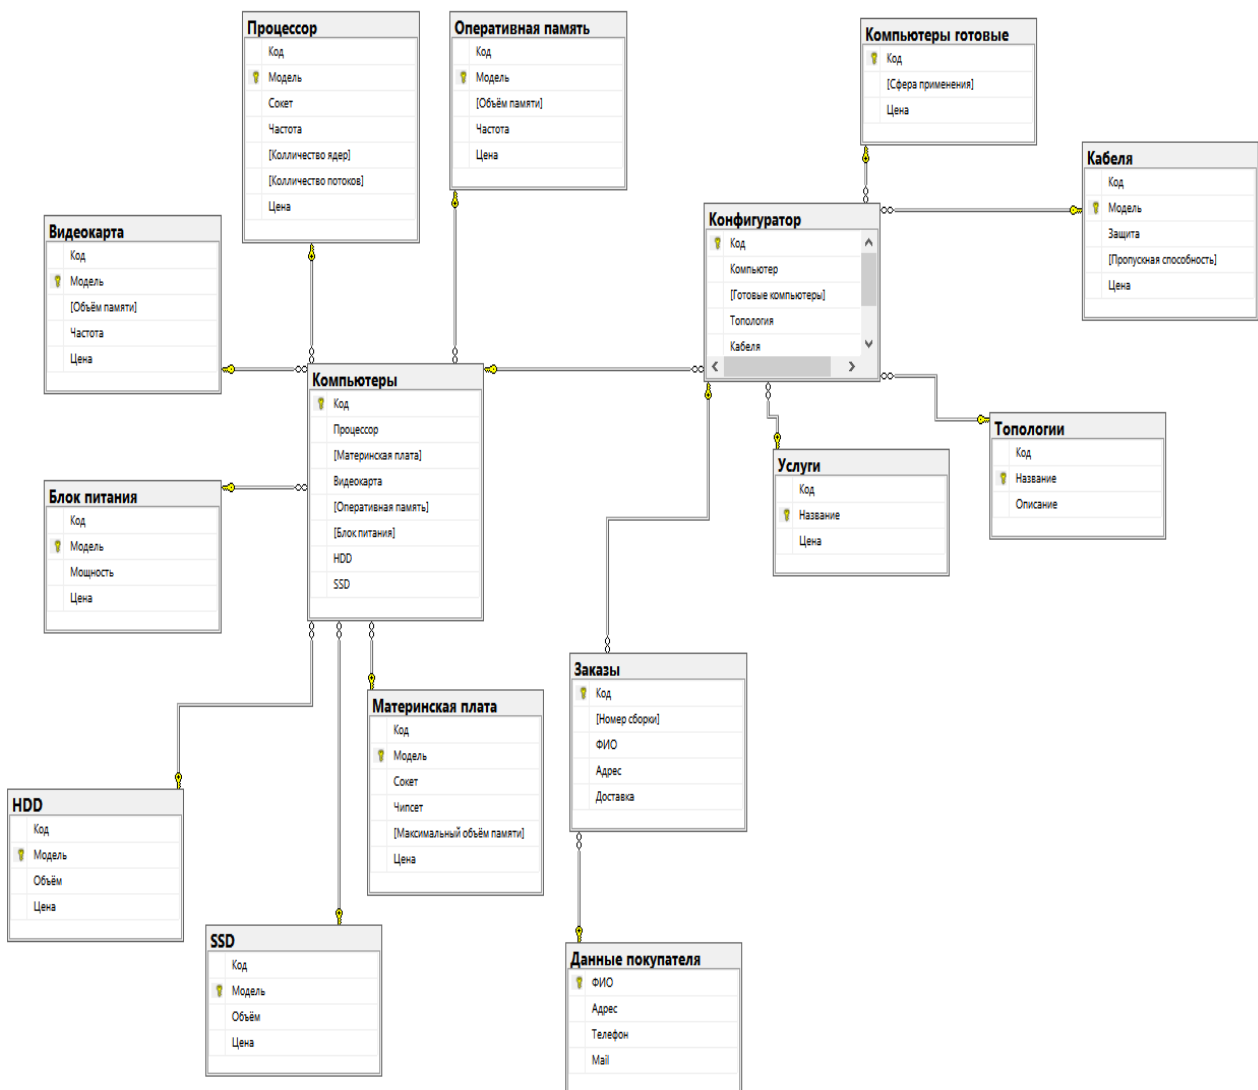 Процессор
Код
Модель
Сокет
Частота
[Колличество ядер]
[Колличество потоков]
Цена
Оперативная память
Код
Модель
[Объём памяти]
Частота
Цена
Компьютеры готовые
Код
[Сфера применения]
Цена
Кабеля
Код
Модель
Защита
[Пропускная способность]
Цена
Видеокарта
Код
Модель
[Объём памяти]
Частота
Цена
Конфигуратор
Код
Компьютер
[Готовые компьютеры]
Топология
Кабеля
Компьютеры
Код
Процессор
[Материнская плата]
Видеокарта
[Оперативная память]
[Блок питания]
HDD
SSD
Топологии
Код
Название
Описание
Услуги
Код
Название
Цена
Блок питания
Код
Модель
Мощность
Цена
Заказы
Код
[Номер сборки]
ФИО
Адрес
Доставка
Материнская плата
Код
Модель
Сокет
Чипсет
[Максимальный объём памяти]
Цена
HDD
Код
Модель
Объём
Цена
SSD
Код
Модель
Объём
Цена
Данные покупателя
ФИО
Адрес
Телефон
Mail